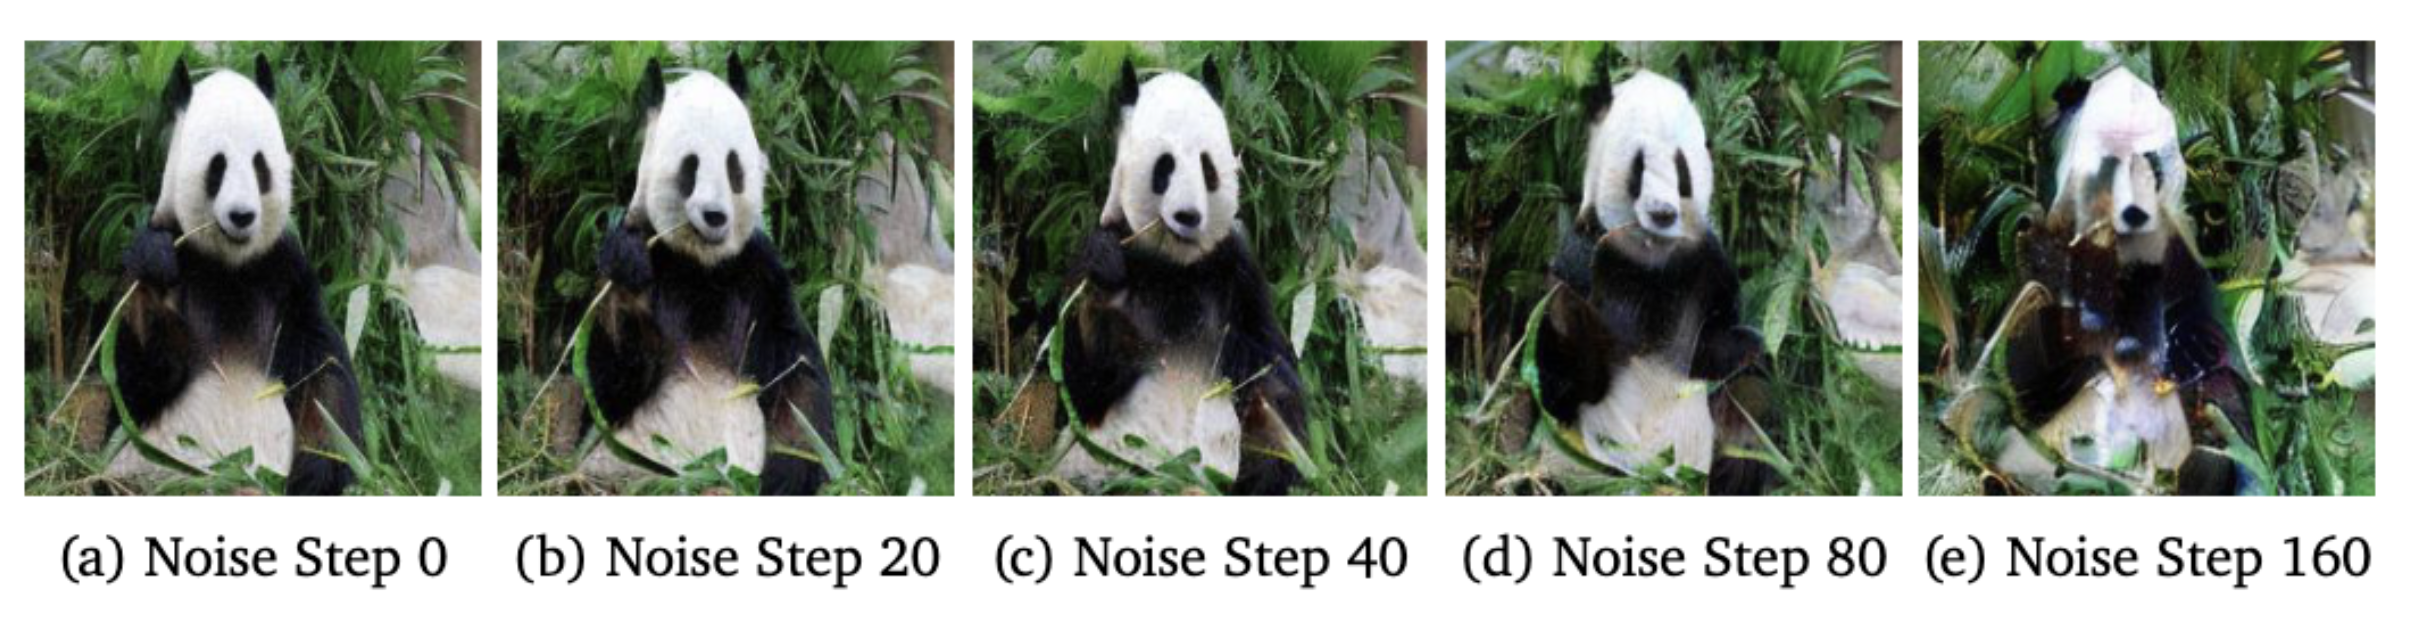 (a) Noise Step 0
(b) Noise Step 20
(c) Noise Step 40
(d) Noise Step 80
(e) Noise Step 160